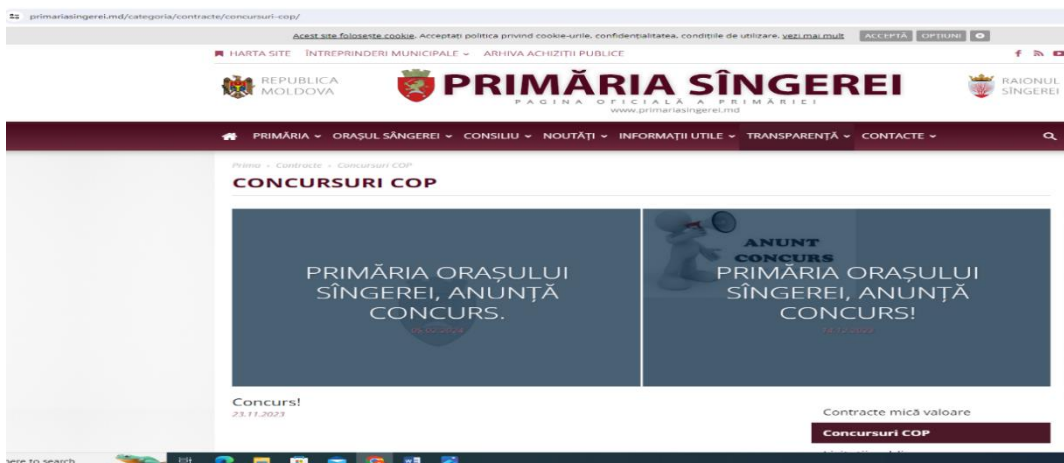 primariasingerei.md/categoria/contracte/concursuri-cop/
Acest site folosește cookie. Acceptați politica privind cookie-urile, confidențialitatea, condițiile de utilizare. vezi mai mult ACCEPTĂ OPȚIUNI
HARTA SITE ÎNTREPRINDERI MUNICIPALE ARHIVA ACHIZIȚII PUBLICE
REPUBLICA
MOLDOVA
PRIMĂRIA SÎNGEREI
PAGINA OFICIALĂ A PRIMĂRIEI
www.primariasingerei.md
RAIONUL
SÎNGEREI
PRIMĂRIA ORAȘUL SÂNGEREI CONSILIU NOUTĂȚI INFORMAȚII UTILE TRANSPARENȚĂ CONTACTE
Prima - Contracte - Concursuri COP
CONCURSURI COP
PRIMĂRIA ORAȘULUI
SÎNGEREI, ANUNȚĂ
CONCURS.
ANUNT
CONCURS
PRIMĂRIA ORAȘULUI
SÎNGEREI, ANUNȚĂ
CONCURS!
Concurs!
23.11.2023
Contracte mică valoare
Concursuri COP
here to search